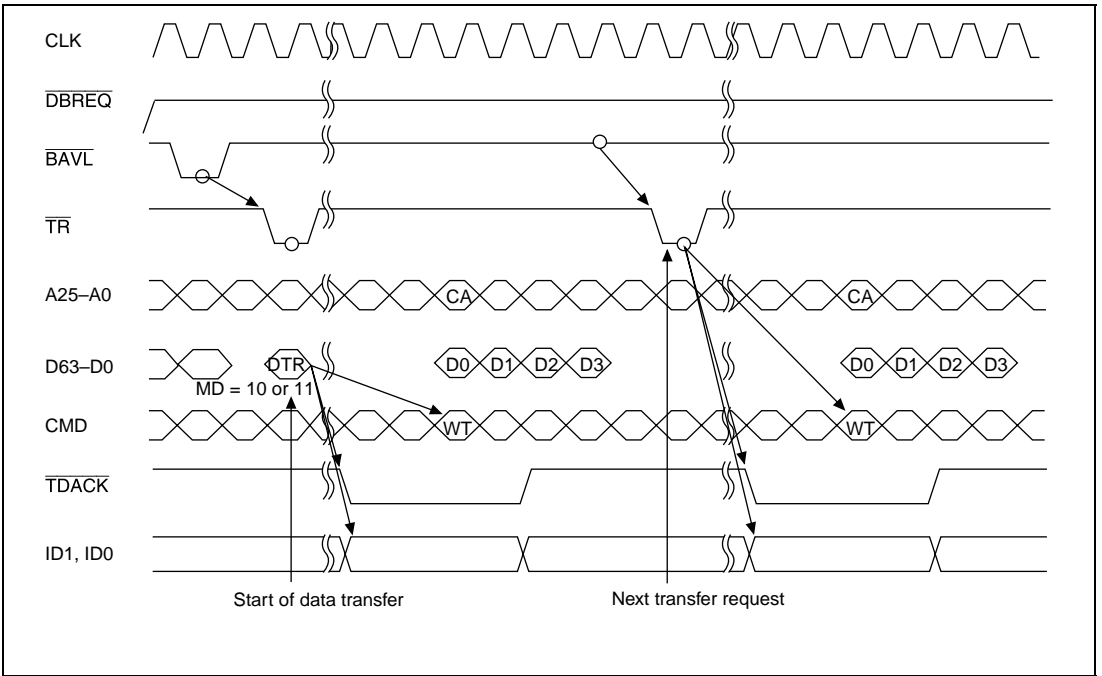 CLK
DBREQ
BAVL
TR
A25–A0 CA CA
D63–D0 DTR D0 D1 D2 D3 D0 D1 D2 D3
MD = 10 or 11
CMD WT WT
TDACK
ID1, ID0
Start of data transfer Next transfer request